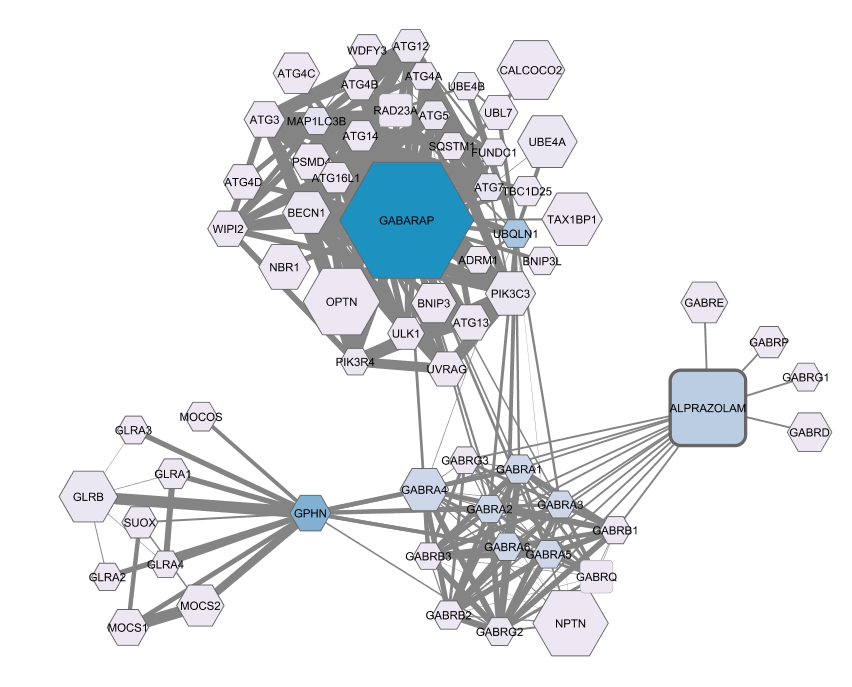 WDFY3
ATG12
ATG4C
ATG4B
ATG4A
CALCOCO2
UBE4B
RAD23A
UBL7
ATG3
MAP1LC3B
ATG5
ATG14
SQSTM1
FUNDC1
UBE4A
PSMD4
ATG16L1
ATG4D
ATG7
TBC1D25
BECN1
GABARAP
TAX1BP1
WIPI2
UBQLN1
NBR1
ADRM1
BNIP3L
OPTN
BNIP3
PIK3C3
GABRE
ULK1
ATG13
GABRP
PIK3R4
UVRAG
GABRG1
ALPRAZOLAM
MOCOS
GLRA3
GABRD
GLRA1
GABRG3
GABRA1
GLRB
GABRA4
GABRA3
SUOX
GPHN
GABRA2
GABRB1
GLRA4
GABRB3
GABRA6
GABRA5
GLRA2
GABRQ
MOCS2
GABRB2
MOCS1
GABRG2
NPTN